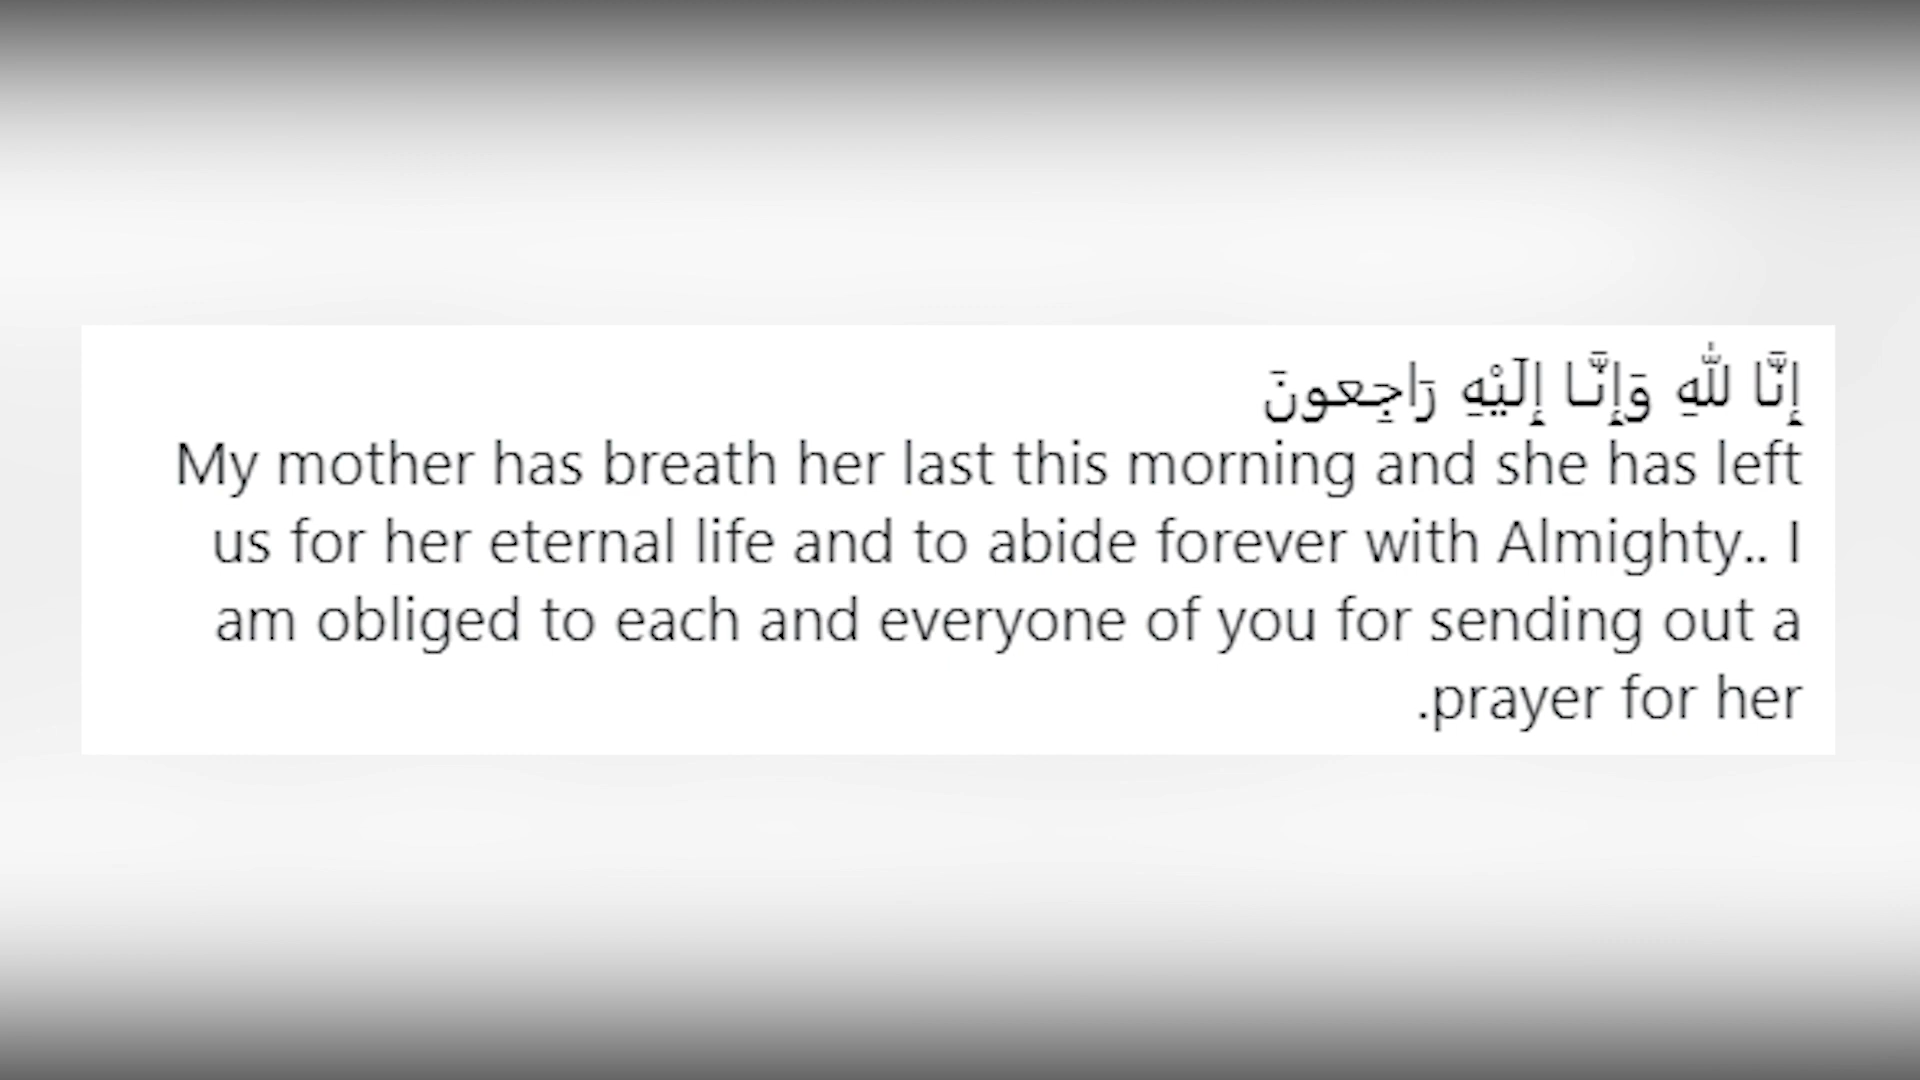 إِنَّا لِلّٰهِ وَإِنَّـا إِلَيْهِ رَاجِعونَ
My mother has breath her last this morning and she has left
us for her eternal life and to abide forever with Almighty.. I
am obliged to each and everyone of you for sending out a
.prayer for her